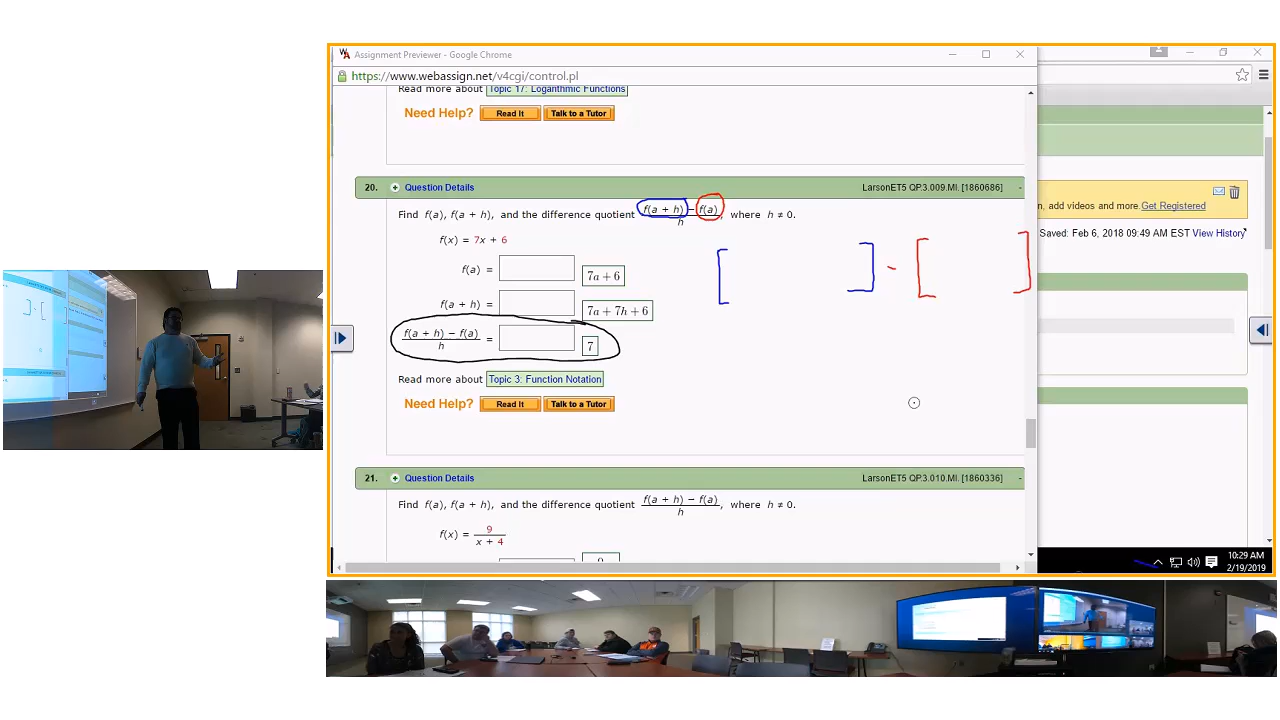 Assignment Previewer - Google Chrome
https://www.webassign.net/v4cgi/control.pl
Read more about Topic 17: Logarithmic Functions
Need Help? Read It Talk to a Tutor
20. + Question Details LarsonET5 QP.3.009.MI. [1860686] -
Find f(a), f(a + h), and the difference quotient f(a + h) − f(a) / h, where h ≠ 0.
f(x) = 7x + 6
f(a) = 7a + 6
f(a + h) = 7a + 7h + 6
f(a + h) − f(a) / h = 7
[ ] - [ ]
Read more about Topic 3: Function Notation
Need Help? Read It Talk to a Tutor
21. + Question Details LarsonET5 QP.3.010.MI. [1860336] -
Find f(a), f(a + h), and the difference quotient f(a + h) − f(a) / h, where h ≠ 0.
f(x) = 9 / x + 4
n, add videos and more. Get Registered
Saved: Feb 6, 2018 09:49 AM EST View History
10:29 AM
2/19/2019